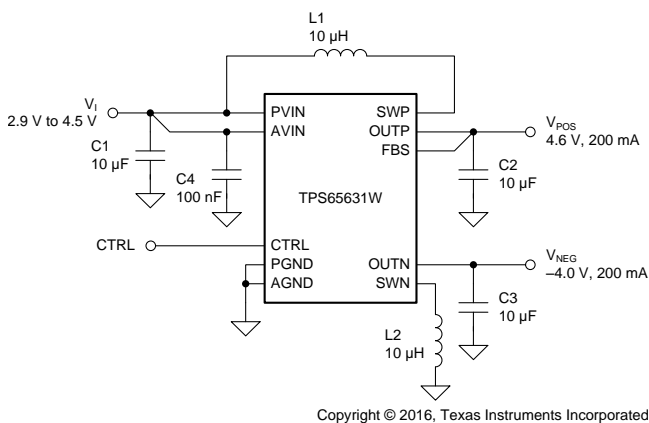 L1
10 µH
V_I
2.9 V to 4.5 V
PVIN
SWP
AVIN
OUTP
FBS
V_POS
4.6 V, 200 mA
C1
10 µF
C4
100 nF
C2
10 µF
TPS65631W
CTRL
CTRL
PGND
AGND
OUTN
SWN
V_NEG
–4.0 V, 200 mA
C3
10 µF
L2
10 µH
Copyright © 2016, Texas Instruments Incorporated